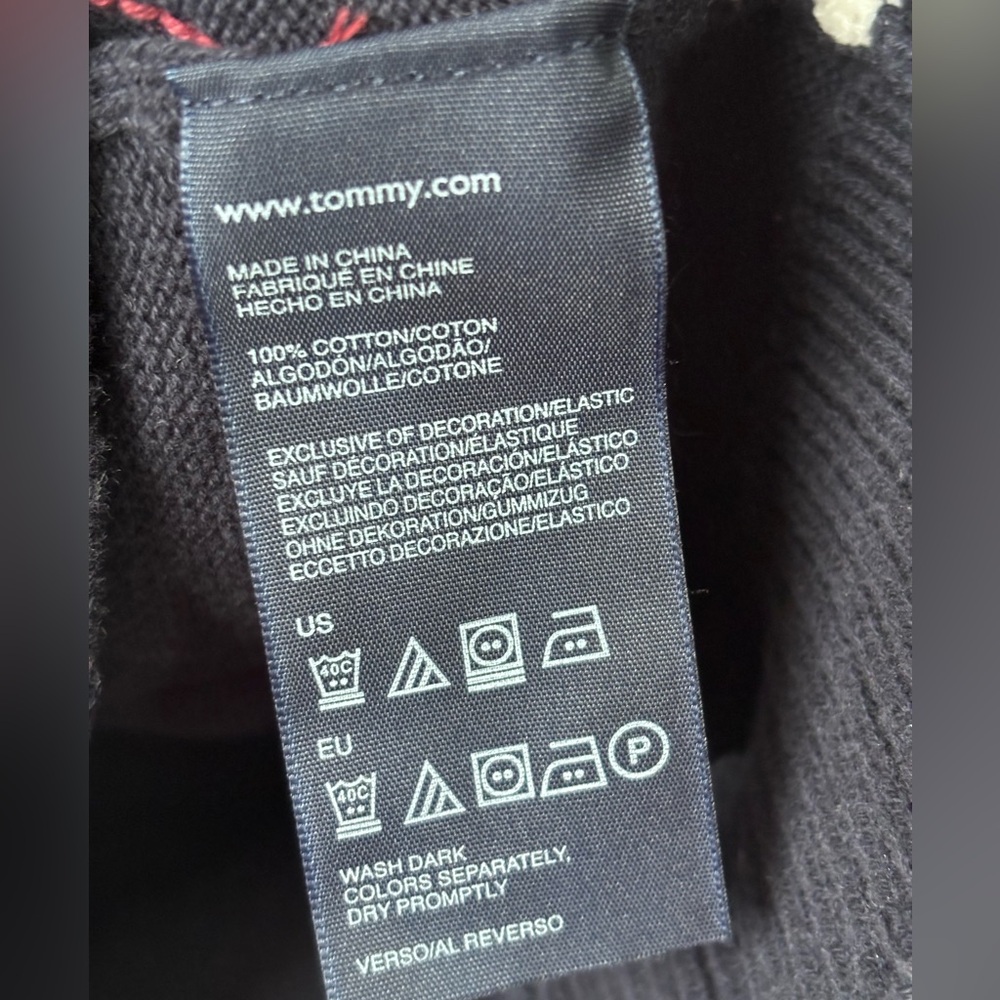 www.tommy.com
MADE IN CHINA
FABRIQUÉ EN CHINE
HECHO EN CHINA
100% COTTON/COTON
ALGODÓN/ALGODÃO/
BAUMWOLLE/COTONE
EXCLUSIVE OF DECORATION/ELASTIC
SAUF DECORATION/ÉLASTIQUE
EXCLUYE LA DECORACIÓN/ELÁSTICO
EXCLUINDO DECORAÇÃO/ELÁSTICO
OHNE DEKORATION/GUMMIZUG
ECCETTO DECORAZIONE/ELASTICO
US
40C
EU
40C
P
WASH DARK
COLORS SEPARATELY,
DRY PROMPTLY
VERSO/AL REVERSO